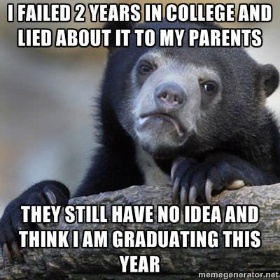 I FAILED 2 YEARS IN COLLEGE AND
LIED ABOUT IT TO MY PARENTS
THEY STILL HAVE NO IDEA AND
THINK I AM GRADUATING THIS
YEAR
memegenerator.net